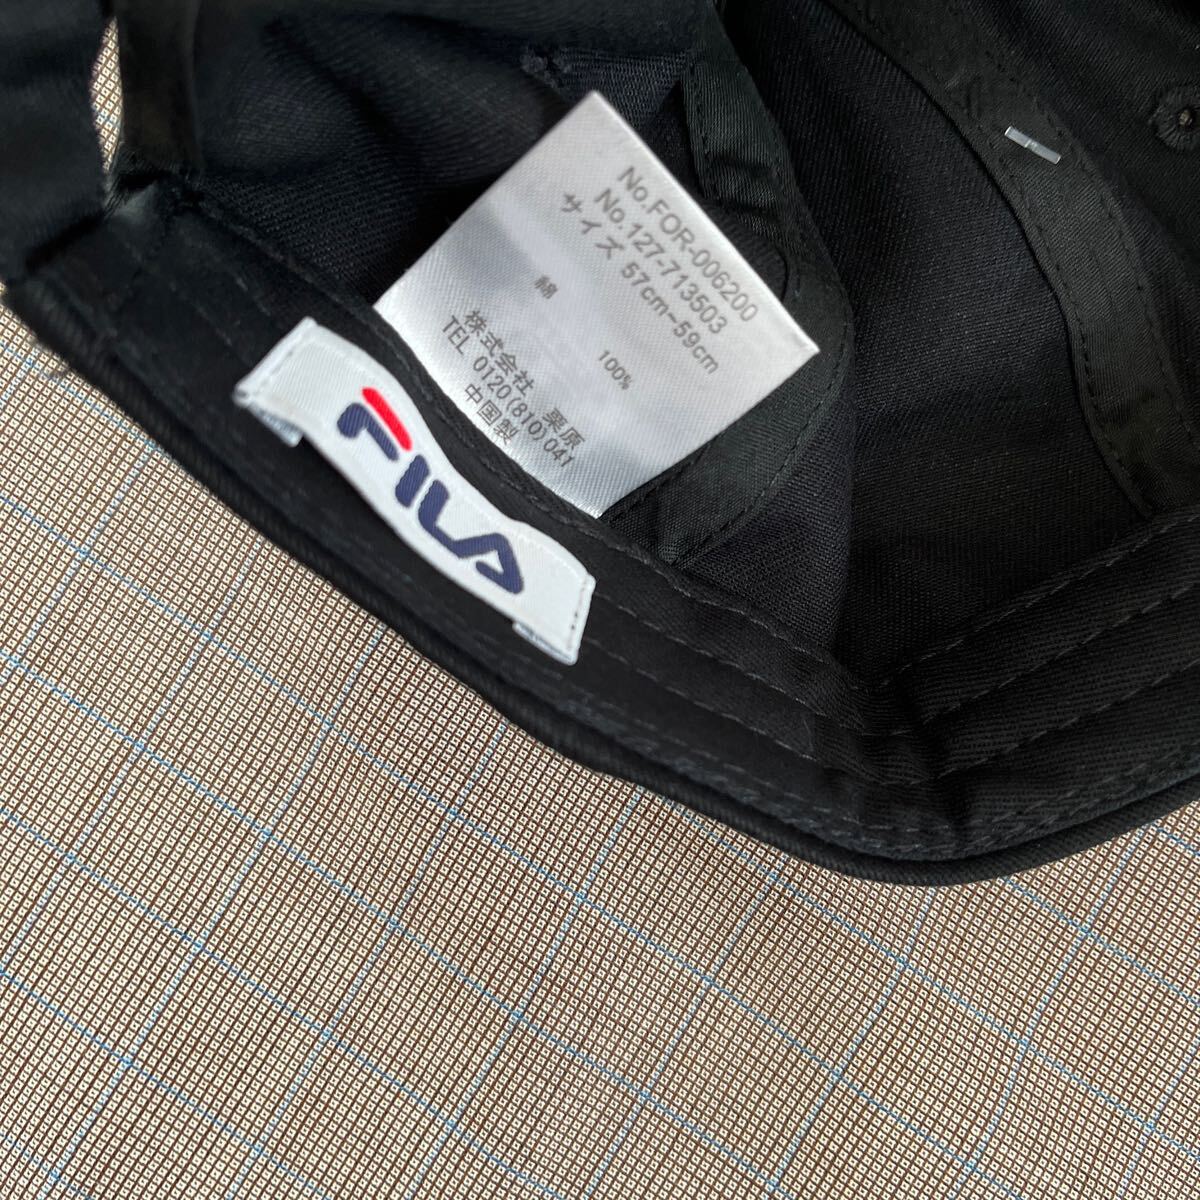 No.FOR-006200
No.127-713503
サイズ 57cm~59cm
綿 100%
株式会社 栗原
TEL 0120(810)041
中国製
FILA